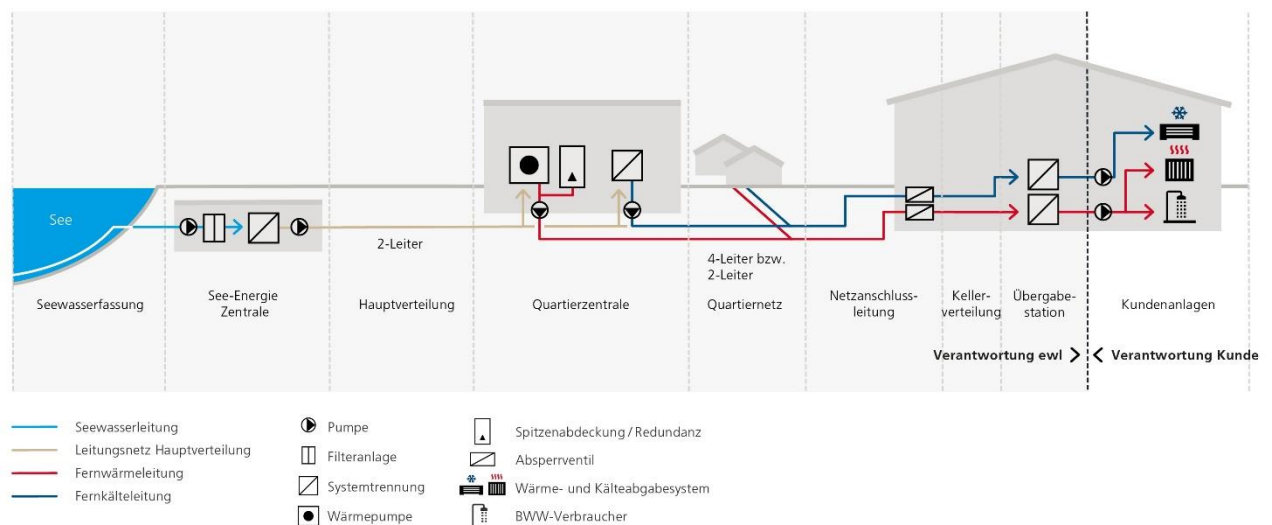 See
2-Leiter
4-Leiter bzw.
2-Leiter
Seewasserfassung
See-Energie
Zentrale
Hauptverteilung
Quartierzentrale
Quartiernetz
Netzanschluss-
leitung
Keller-
verteilung
Übergabe-
station
Kundenanlagen
Verantwortung ewl
Verantwortung Kunde
Seewasserleitung
Leitungsnetz Hauptverteilung
Fernwärmeleitung
Fernkälteleitung
Pumpe
Filteranlage
Systemtrennung
Wärmepumpe
Spitzenabdeckung / Redundanz
Absperrventil
Wärme- und Kälteabgabesystem
BWW-Verbraucher